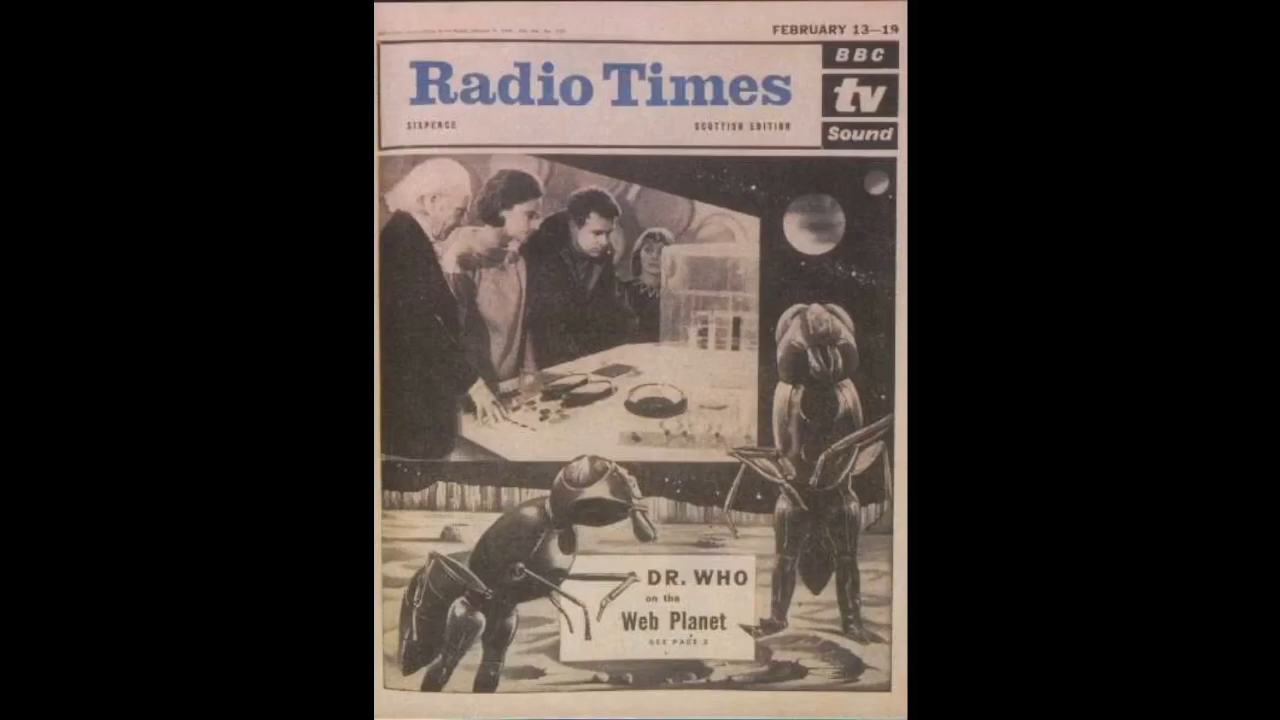 FEBRUARY 13—19
BBC
tv
Sound
Radio Times
SIXPENCE
SCOTTISH EDITION
DR. WHO
on the
Web Planet
SEE PAGE 3